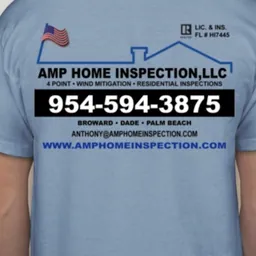 LIC. & INS.
FL # HI7445
AMP HOME INSPECTION,LLC
4 POINT • WIND MITIGATION • RESIDENTIAL INSPECTIONS
954-594-3875
BROWARD • DADE • PALM BEACH
ANTHONY@AMPHOMEINSPECTION.COM
WWW.AMPHOMEINSPECTION.COM